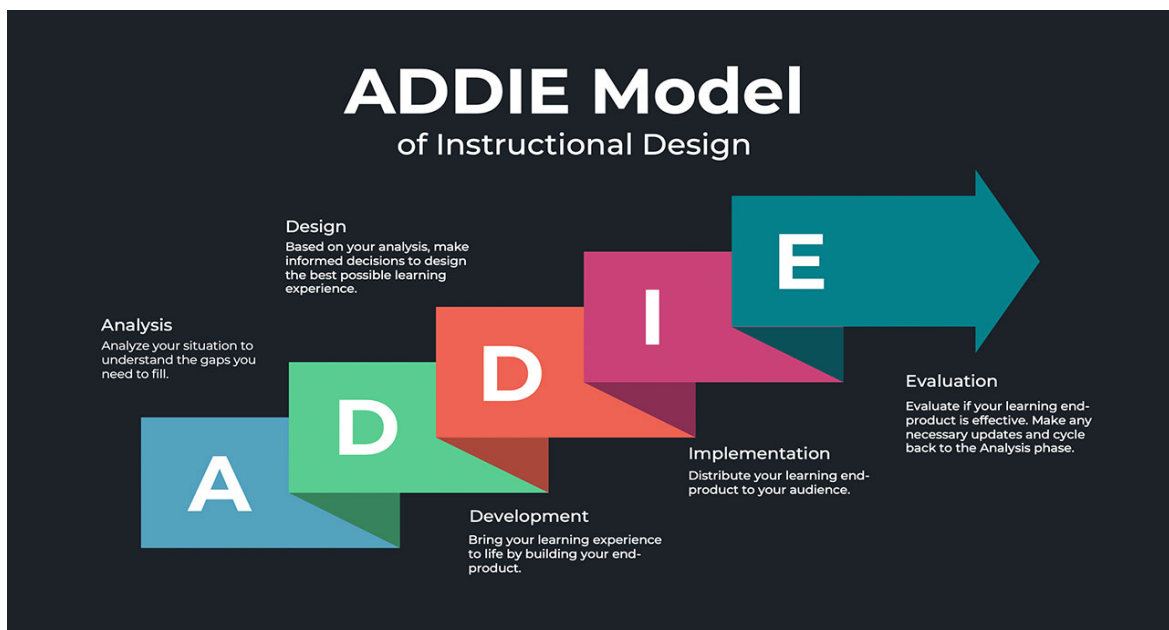 ADDIE Model
of Instructional Design
Design
Based on your analysis, make
informed decisions to design
the best possible learning
experience.
Analysis
Analyze your situation to
understand the gaps you
need to fill.
A
D
D
I
E
Evaluation
Evaluate if your learning end-
product is effective. Make any
necessary updates and cycle
back to the Analysis phase.
Implementation
Distribute your learning end-
product to your audience.
Development
Bring your learning experience
to life by building your end-
product.